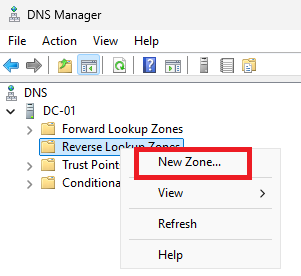 DNS Manager
File Action View Help
DNS
DC-01
Forward Lookup Zones
Reverse Lookup Zones
New Zone...
Trust Point
Conditiona
View
Refresh
Help